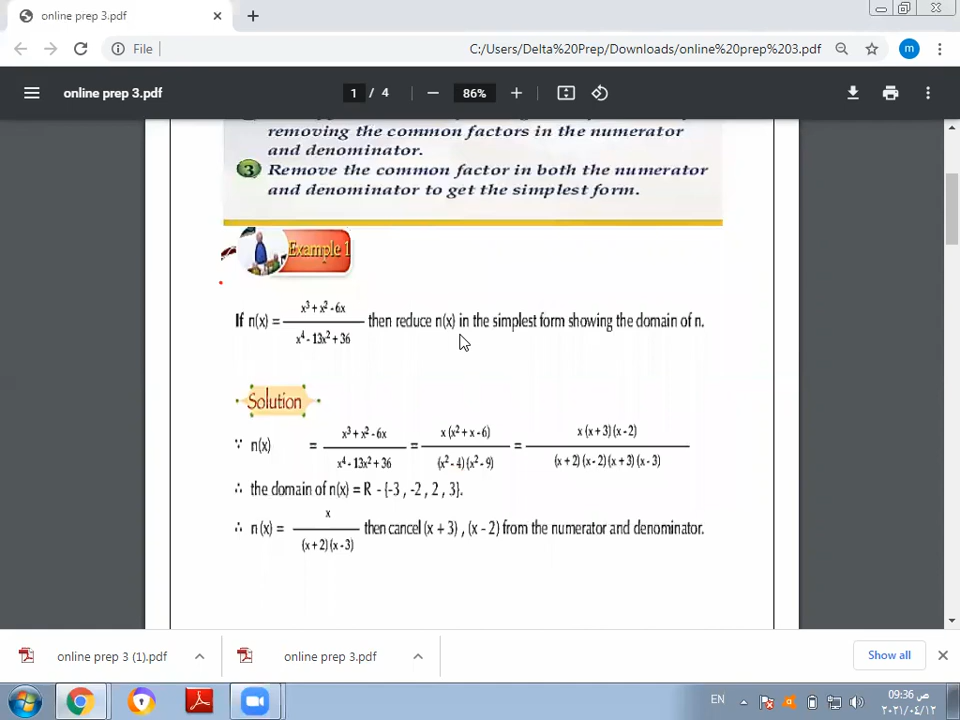 online prep 3.pdf
File
C:/Users/Delta%20Prep/Downloads/online%20prep%203.pdf
m
online prep 3.pdf
1 / 4
86%
removing the common factors in the numerator
and denominator.
3 Remove the common factor in both the numerator
and denominator to get the simplest form.
Example 1
If n(x) = x³ + x² - 6x / x⁴ - 13x² + 36 then reduce n(x) in the simplest form showing the domain of n.
Solution
∵ n(x) = x³ + x² - 6x / x⁴ - 13x² + 36 = x (x² + x - 6) / (x² - 4) (x² - 9) = x (x + 3) (x - 2) / (x + 2) (x - 2) (x + 3) (x - 3)
∴ the domain of n(x) = R - {-3 , -2 , 2 , 3}.
∴ n (x) = x / (x + 2) (x - 3) then cancel (x + 3) , (x - 2) from the numerator and denominator.
online prep 3 (1).pdf
online prep 3.pdf
Show all
EN
09:36 ص
٢٠٢١/٠٤/١٢